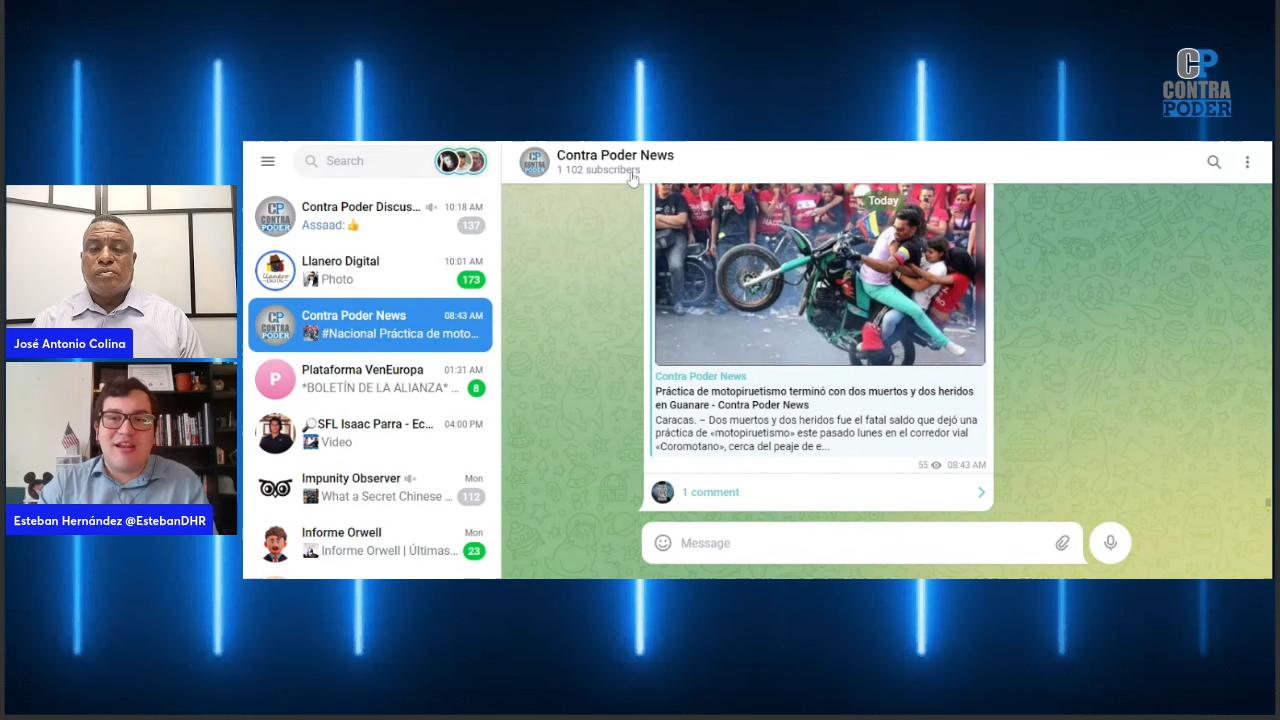 CP
CONTRA
PODER
José Antonio Colina
Esteban Hernández @EstebanDHR
Search
Contra Poder Discus... 10:18 AM
Assaad: 👍 137
Llanero Digital 10:01 AM
Photo 173
Contra Poder News 08:43 AM
#Nacional Práctica de moto...
Plataforma VenEuropa 01:31 AM
*BOLETÍN DE LA ALIANZA* ... 8
🔎SFL Isaac Parra - Ec... 04:00 PM
Video
Impunity Observer Mon
What a Secret Chinese ... 112
Informe Orwell Mon
Informe Orwell | Últimas... 23
Contra Poder News
1 102 subscribers
Today
Contra Poder News
Práctica de motopiruetismo terminó con dos muertos y dos heridos
en Guanare - Contra Poder News
Caracas. – Dos muertos y dos heridos fue el fatal saldo que dejó una
práctica de «motopiruetismo» este pasado lunes en el corredor vial
«Coromotano», cerca del peaje de e...
55 08:43 AM
1 comment
Message